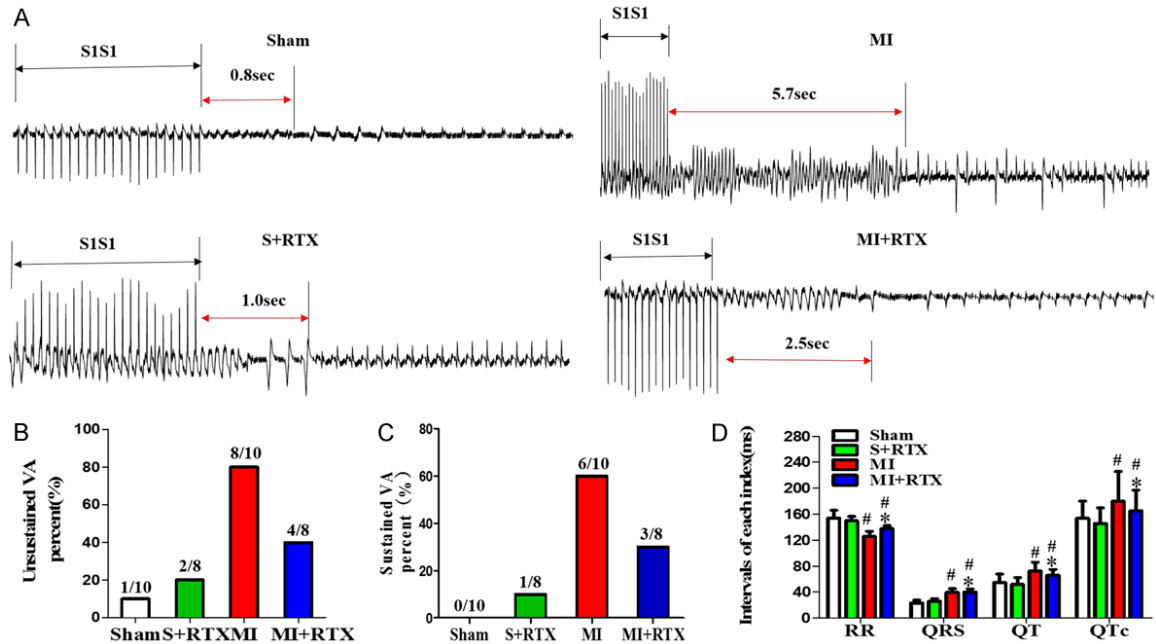 A
S1S1
Sham
0.8sec
S1S1
MI
5.7sec
S1S1
S+RTX
1.0sec
S1S1
MI+RTX
2.5sec
B
Unsustained VA
percent(%)
100
80
60
40
20
0
1/10
2/8
8/10
4/8
Sham
S+RTX
MI
MI+RTX
C
Sustained VA
percent (%)
80
60
40
20
0
0/10
1/8
6/10
3/8
Sham
S+RTX
MI
MI+RTX
D
Intervals of each index(ms)
280
240
200
160
120
80
40
0
Sham
S+RTX
MI
MI+RTX
#
#
*
#
#
*
#
#
*
#
#
*
RR
QRS
QT
QTc